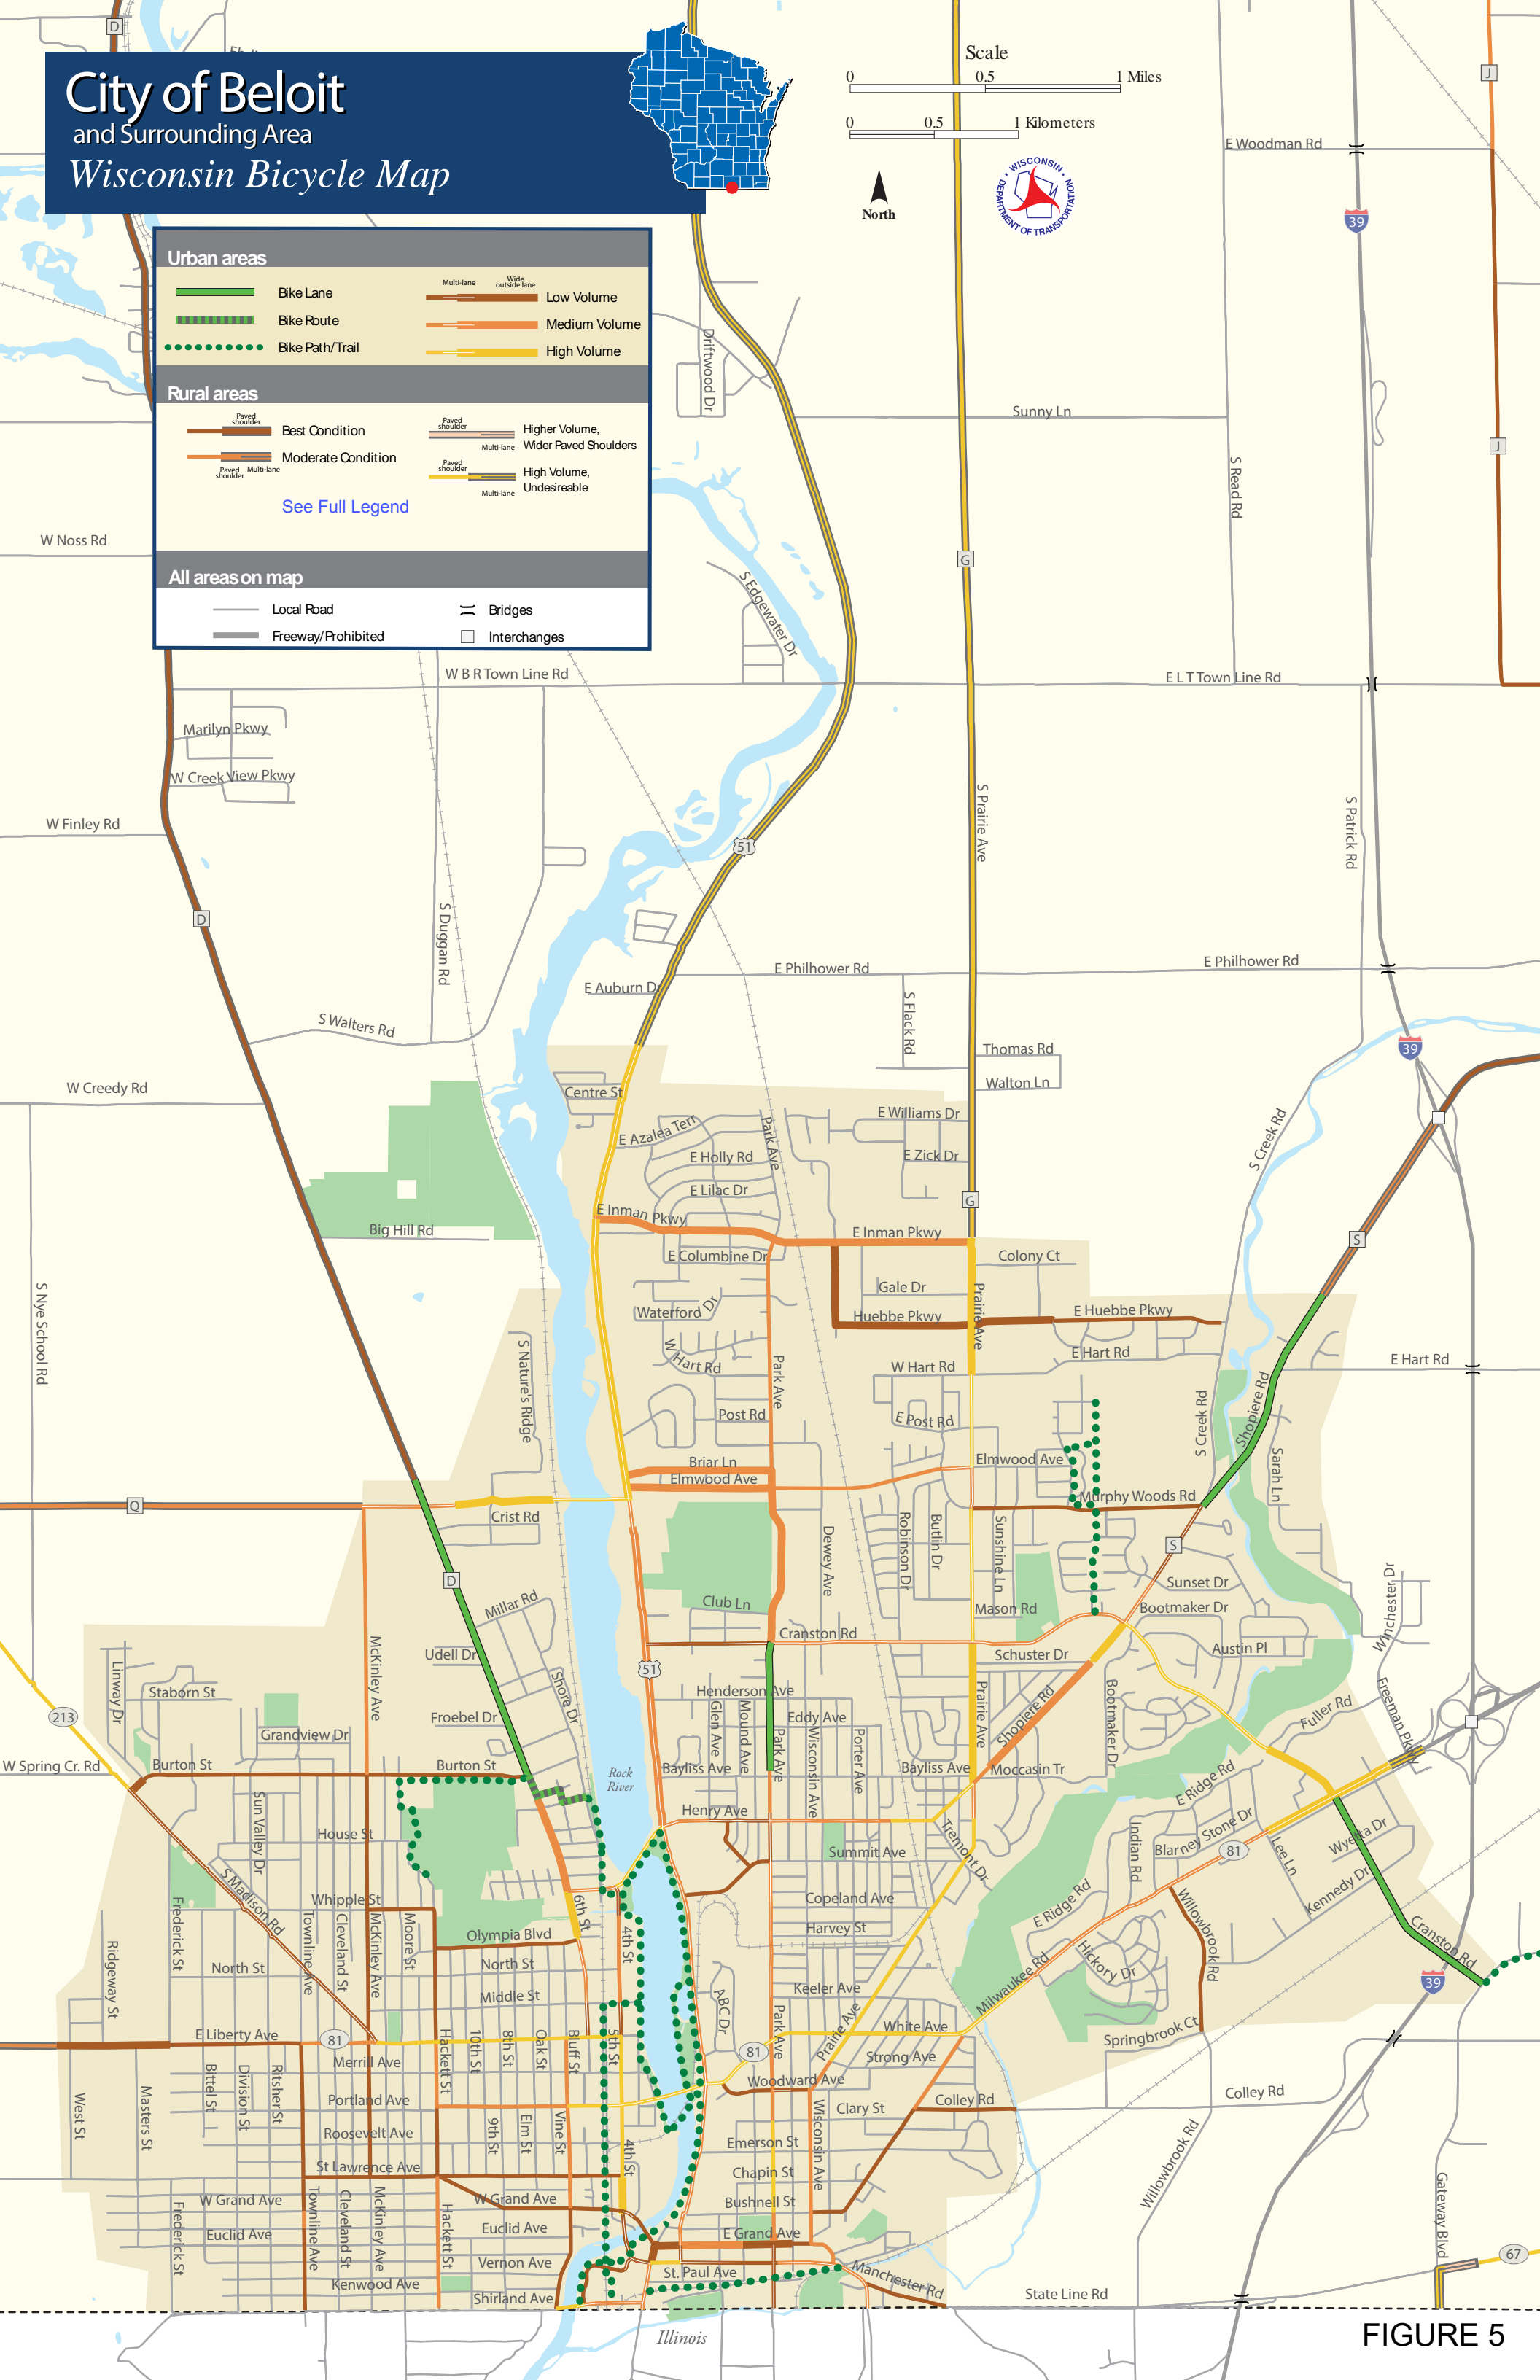 City of Beloit
and Surrounding Area
Wisconsin Bicycle Map
Scale
0 0.5 1 Miles
0 0.5 1 Kilometers
North
WISCONSIN
DEPARTMENT OF TRANSPORTATION
Urban areas
Bike Lane
Bike Route
Bike Path/Trail
Multi-lane
Wide
outside lane
Low Volume
Medium Volume
High Volume
Rural areas
Paved
shoulder
Best Condition
Moderate Condition
Paved
shoulder
Multi-lane
Paved
shoulder
Multi-lane
Higher Volume,
Wider Paved Shoulders
Paved
shoulder
Multi-lane
High Volume,
Undesireable
See Full Legend
All areas on map
Local Road
Freeway/Prohibited
Bridges
Interchanges
D
J
E Woodman Rd
39
Driftwood Dr
Sunny Ln
S Read Rd
J
W Noss Rd
G
S Edgewater Dr
W B R Town Line Rd
E L T Town Line Rd
Marilyn Pkwy
W Creek View Pkwy
W Finley Rd
51
S Prairie Ave
S Patrick Rd
D
S Duggan Rd
E Philhower Rd
E Philhower Rd
E Auburn Dr
S Flack Rd
S Walters Rd
Thomas Rd
39
W Creedy Rd
Walton Ln
Centre St
E Williams Dr
E Azalea Terr
Park Ave
S Creek Rd
E Holly Rd
E Zick Dr
E Lilac Dr
G
E Inman Pkwy
E Inman Pkwy
Big Hill Rd
S
E Columbine Dr
Colony Ct
Gale Dr
S Nye School Rd
Waterford Dr
Huebbe Pkwy
Prairie Ave
E Huebbe Pkwy
S Nature's Ridge
W Hart Rd
W Hart Rd
E Hart Rd
E Hart Rd
Park Ave
Post Rd
E Post Rd
S Creek Rd
Shopiere Rd
Briar Ln
Elmwood Ave
Elmwood Ave
Sarah Ln
Q
Murphy Woods Rd
Crist Rd
Dewey Ave
Robinson Dr
Butlin Dr
Sunshine Ln
S
D
Millar Rd
Club Ln
Mason Rd
Sunset Dr
Bootmaker Dr
Winchester Dr
Cranston Rd
McKinley Ave
Udell Dr
51
Schuster Dr
Austin Pl
Linway Dr
Staborn St
Shore Dr
Henderson Ave
Prairie Ave
Shopiere Rd
Bootmaker Dr
Freeman Pkwy
213
Froebel Dr
Glen Ave
Mound Ave
Park Ave
Eddy Ave
Wisconsin Ave
Porter Ave
Fuller Rd
Grandview Dr
W Spring Cr. Rd
Burton St
Burton St
Rock
River
Bayliss Ave
Bayliss Ave
Moccasin Tr
E Ridge Rd
Sun Valley Dr
House St
Henry Ave
Tremont Dr
Indian Rd
Blarney Stone Dr
81
Lee Ln
Wyetta Dr
Summit Ave
S Madison Rd
Kennedy Dr
Frederick St
Whipple St
6th St
Copeland Ave
E Ridge Rd
Willowbrook Rd
Townline Ave
Cleveland St
McKinley Ave
Moore St
4th St
Harvey St
Cranston Rd
Olympia Blvd
Hickory Dr
Ridgeway St
North St
North St
ABC Dr
Keeler Ave
Milwaukee Rd
39
Middle St
Park Ave
Prairie Ave
White Ave
E Liberty Ave
81
Hackett St
10th St
8th St
Oak St
Bluff St
5th St
81
Springbrook Ct
Merrill Ave
Strong Ave
Bittel St
Division St
Ritsher St
Woodward Ave
West St
Masters St
Portland Ave
Colley Rd
Colley Rd
Clary St
9th St
Elm St
Vine St
Wisconsin Ave
Roosevelt Ave
4th St
Emerson St
Willowbrook Rd
St Lawrence Ave
Chapin St
Gateway Blvd
W Grand Ave
W Grand Ave
Bushnell St
Frederick St
Townline Ave
Cleveland St
McKinley Ave
Hackett St
Euclid Ave
Euclid Ave
E Grand Ave
67
Vernon Ave
St. Paul Ave
Manchester Rd
Kenwood Ave
Shirland Ave
State Line Rd
Illinois
FIGURE 5